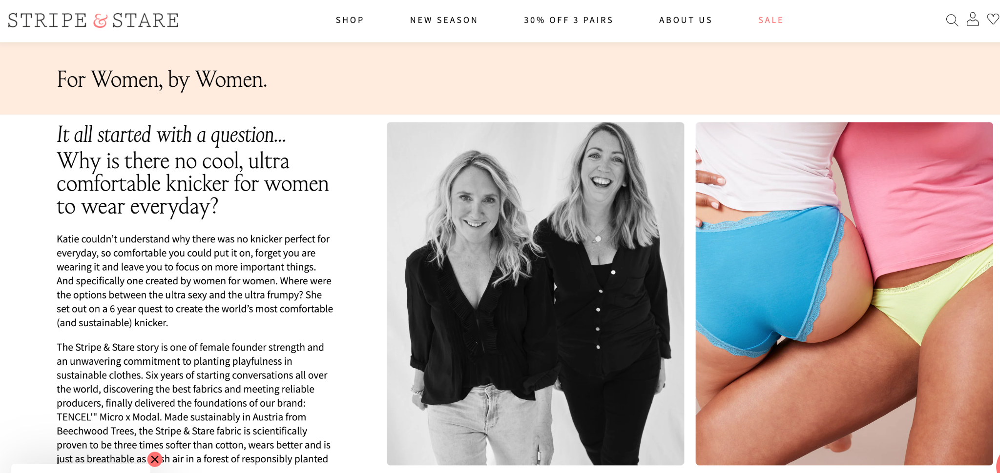 STRIPE & STARE
SHOP
NEW SEASON
30% OFF 3 PAIRS
ABOUT US
SALE
For Women, by Women.
It all started with a question...
Why is there no cool, ultra
comfortable knicker for women
to wear everyday?
Katie couldn’t understand why there was no knicker perfect for
everyday, so comfortable you could put it on, forget you are
wearing it and leave you to focus on more important things.
And specifically one created by women for women. Where were
the options between the ultra sexy and the ultra frumpy? She
set out on a 6 year quest to create the world’s most comfortable
(and sustainable) knicker.
The Stripe & Stare story is one of female founder strength and
an unwavering commitment to planting playfulness in
sustainable clothes. Six years of starting conversations all over
the world, discovering the best fabrics and meeting reliable
producers, finally delivered the foundations of our brand:
TENCEL'" Micro x Modal. Made sustainably in Austria from
Beechwood Trees, the Stripe & Stare fabric is scientifically
proven to be three times softer than cotton, wears better and is
just as breathable as air in a forest of responsibly planted